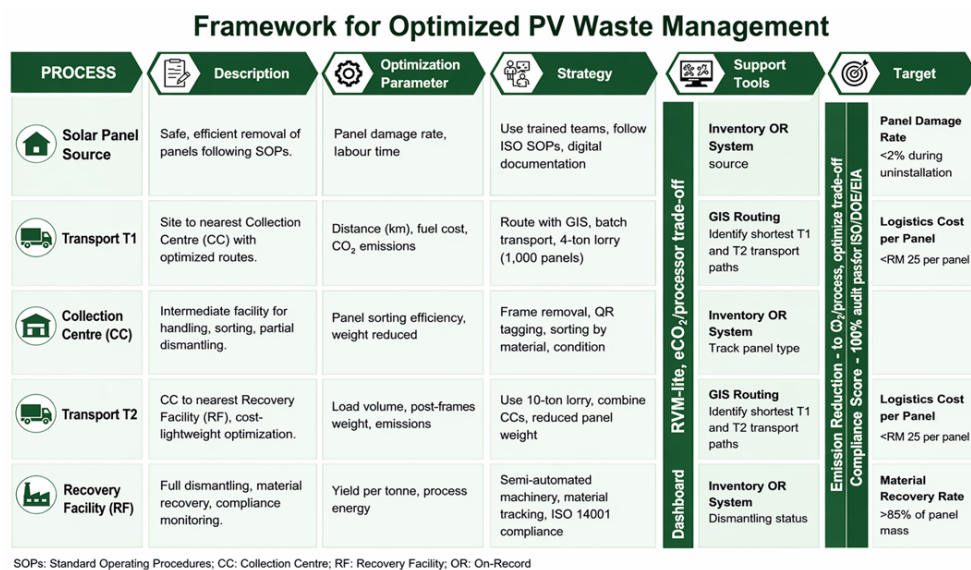 Framework for Optimized PV Waste Management
PROCESS
Description
Optimization
Parameter
Strategy
Support
Tools
Target
Solar Panel
Source
Safe, efficient removal of
panels following SOPs.
Panel damage rate,
labour time
Use trained teams, follow
ISO SOPs, digital
documentation
Inventory OR
System
source
Panel Damage
Rate
<2% during
uninstallation
Transport T1
Site to nearest Collection
Centre (CC) with
optimized routes.
Distance (km), fuel cost,
CO₂ emissions
Route with GIS, batch
transport, 4-ton lorry
(1,000 panels)
GIS Routing
Identify shortest T1
and T2 transport
paths
Logistics Cost
per Panel
<RM 25 per panel
Collection
Centre (CC)
Intermediate facility for
handling, sorting, partial
dismantling.
Panel sorting efficiency,
weight reduced
Frame removal, QR
tagging, sorting by
material, condition
Inventory OR
System
Track panel type
Transport T2
CC to nearest Recovery
Facility (RF), cost-
lightweight optimization.
Load volume, post-frames
weight, emissions
Use 10-ton lorry, combine
CCs, reduced panel
weight
GIS Routing
Identify shortest T1
and T2 transport
paths
Logistics Cost
per Panel
<RM 25 per panel
Recovery
Facility (RF)
Full dismantling, material
recovery, compliance
monitoring.
Yield per tonne, process
energy
Semi-automated
machinery, material
tracking, ISO 14001
compliance
Inventory OR
System
Dismantling status
Material
Recovery Rate
>85% of panel
mass
Dashboard RVM-lite, eCO₂/processor trade-off
Emission Reduction - to CO₂/process, optimize trade-off
Compliance Score - 100% audit pass for ISO/DOE/EIA
SOPs: Standard Operating Procedures; CC: Collection Centre; RF: Recovery Facility; OR: On-Record